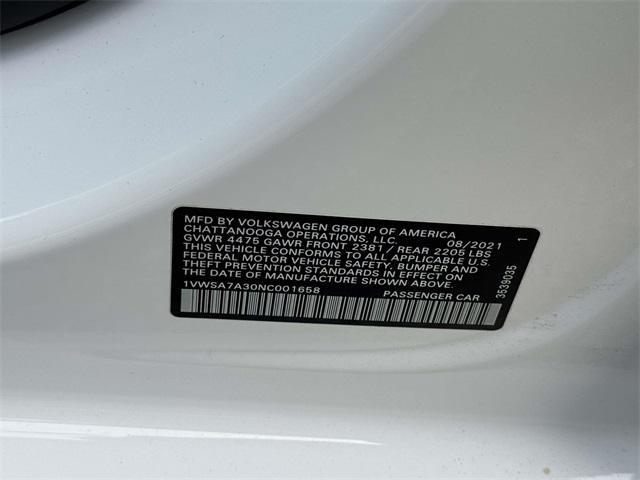 MFD BY VOLKSWAGEN GROUP OF AMERICA
CHATTANOOGA OPERATIONS, LLC. 08/2021
GVWR 4475 GAWR FRONT 2381 / REAR 2205 LBS
THIS VEHICLE CONFORMS TO ALL APPLICABLE U.S.
FEDERAL MOTOR VEHICLE SAFETY, BUMPER AND
THEFT PREVENTION STANDARDS IN EFFECT ON
THE DATE OF MANUFACTURE SHOWN ABOVE.
1VWSA7A30NC001658 PASSENGER CAR
3539035 1